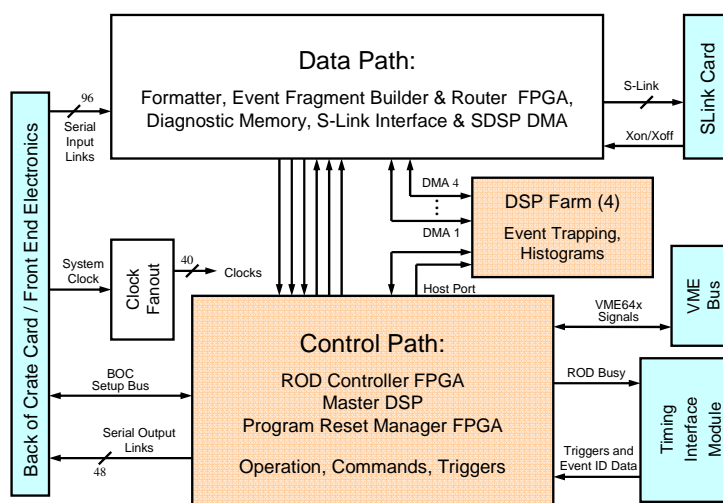 Data Path:
Formatter, Event Fragment Builder & Router FPGA,
Diagnostic Memory, S-Link Interface & SDSP DMA
96
Serial
Input
Links
S-Link
Xon/Xoff
SLink Card
Back of Crate Card / Front End Electronics
DMA 4
DMA 1
DSP Farm (4)
Event Trapping,
Histograms
System
Clock
Clock
Fanout
40
Clocks
Host Port
VME64x
Signals
VME
Bus
Control Path:
ROD Controller FPGA
Master DSP
Program Reset Manager FPGA
Operation, Commands, Triggers
BOC
Setup Bus
Serial Output
Links
48
ROD Busy
Triggers and
Event ID Data
Timing
Interface
Module